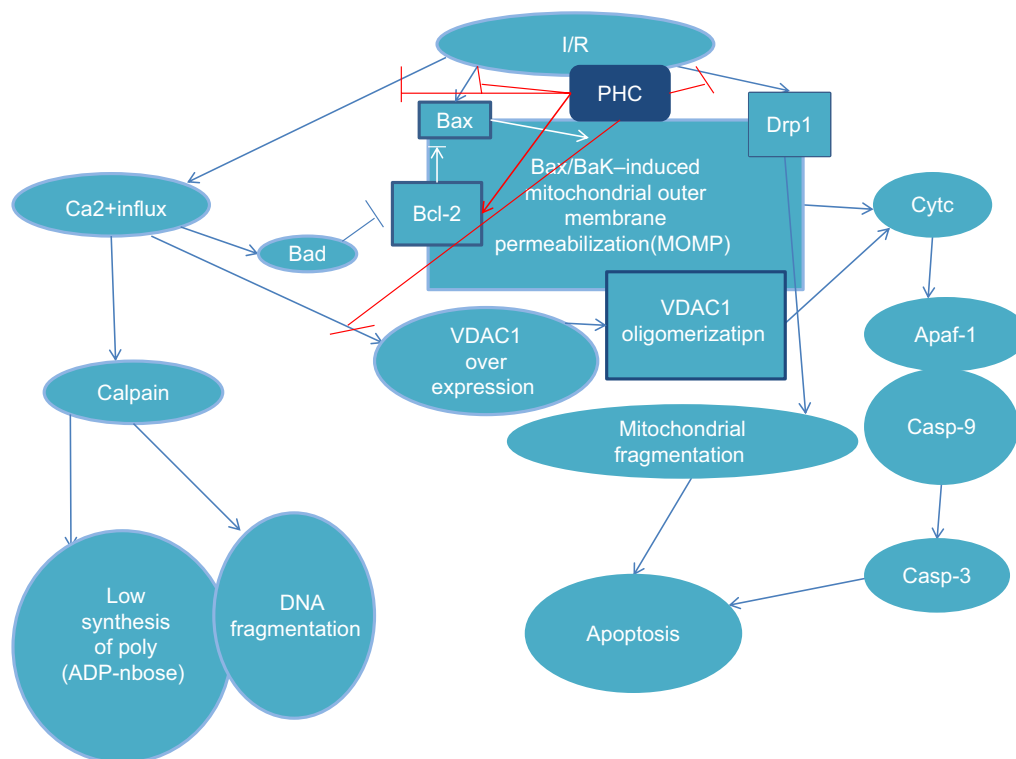 I/R
PHC
Bax
Drp1
Bax/BaK–induced
mitochondrial outer
membrane
permeabilization(MOMP)
Ca2+influx
Bcl-2
Cytc
Bad
VDAC1
oligomerizatipn
VDAC1
over
expression
Apaf-1
Calpain
Casp-9
Mitochondrial
fragmentation
Casp-3
Low
synthesis
of poly
(ADP-nbose)
DNA
fragmentation
Apoptosis